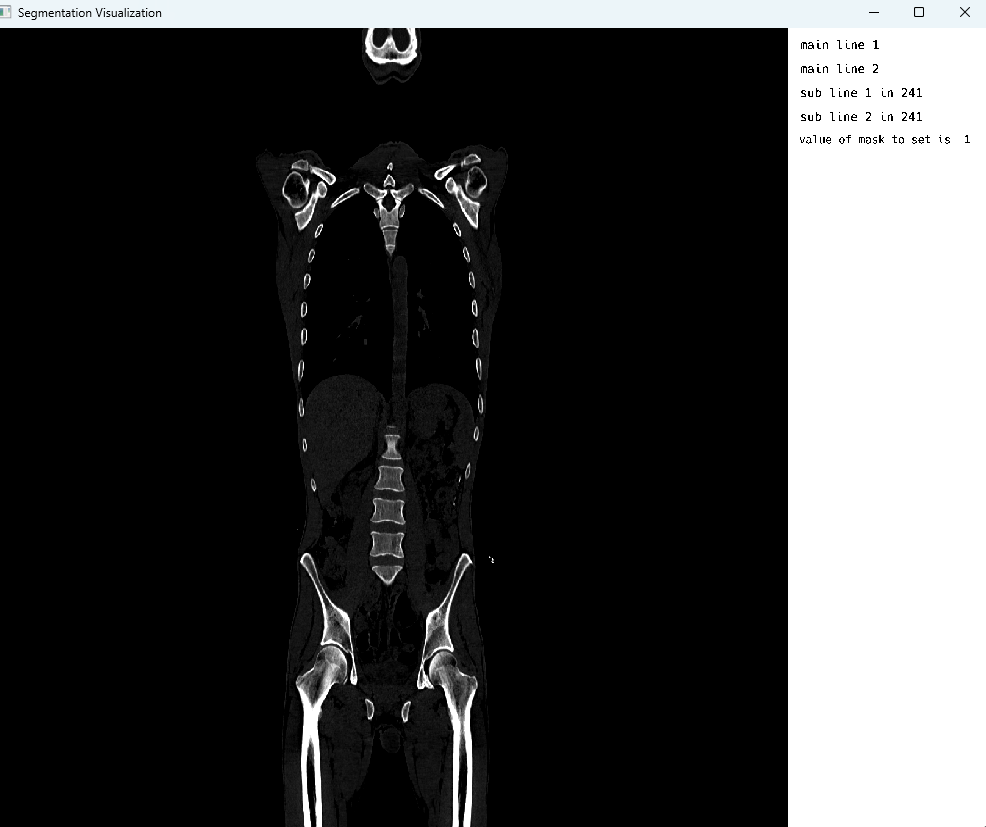 Segmentation Visualization
main line 1
main line 2
sub line 1 in 241
sub line 2 in 241
value of mask to set is 1